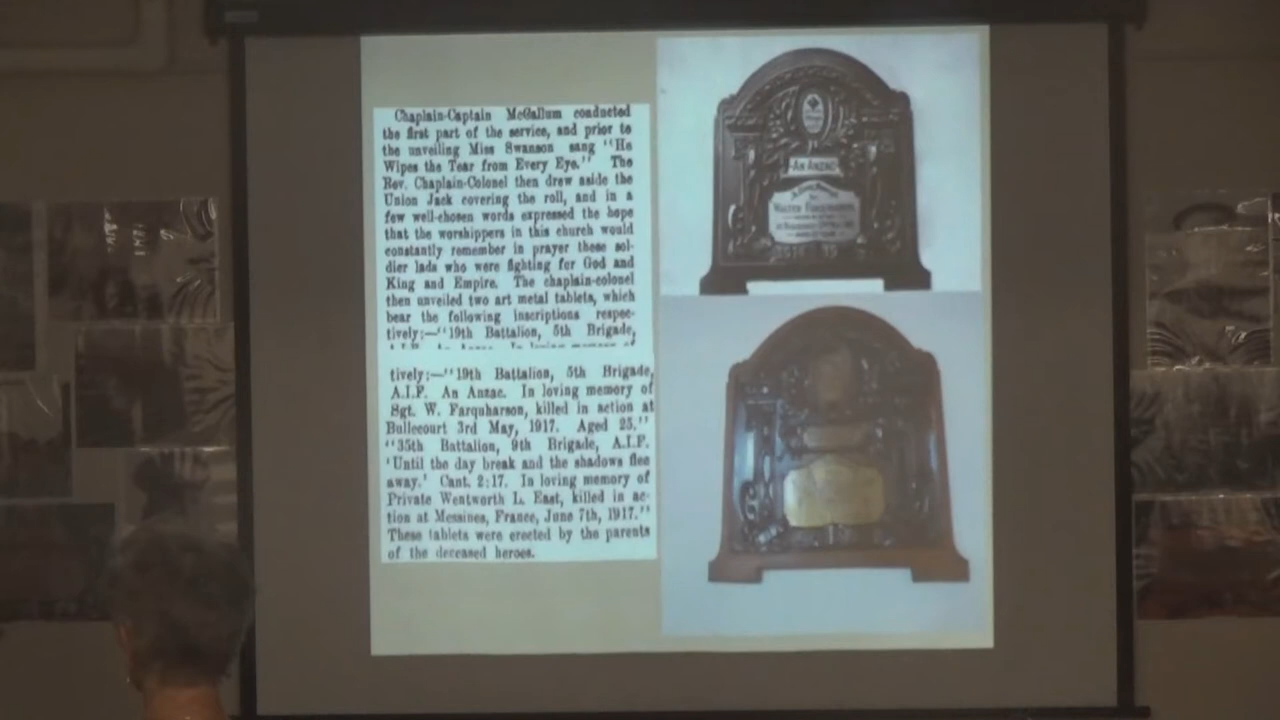 Chaplain-Captain McCallum conducted
the first part of the service, and prior to
the unveiling Miss Swanson sang "He
Wipes the Tear from Every Eye." The
Rev. Chaplain-Colonel then drew aside the
Union Jack covering the roll, and in a
few well-chosen words expressed the hope
that the worshippers in this church would
constantly remember in prayer these sol-
dier lads who were fighting for God and
King and Empire. The chaplain-colonel
then unveiled two art metal tablets, which
bear the following inscriptions respec-
tively:—"19th Battalion, 5th Brigade,
tively:—"19th Battalion, 5th Brigade,
A.I.F. An Anzac. In loving memory of
Sgt. W. Farquharson, killed in action at
Bullecourt 3rd May, 1917. Aged 25."
"35th Battalion, 9th Brigade, A.I.F.
'Until the day break and the shadows flee
away.' Cant. 2:17. In loving memory of
Private Wentworth L. East, killed in ac-
tion at Messines, France, June 7th, 1917."
These tablets were erected by the parents
of the deceased heroes.
AN ANZAC
WALTER FARQUHARSON